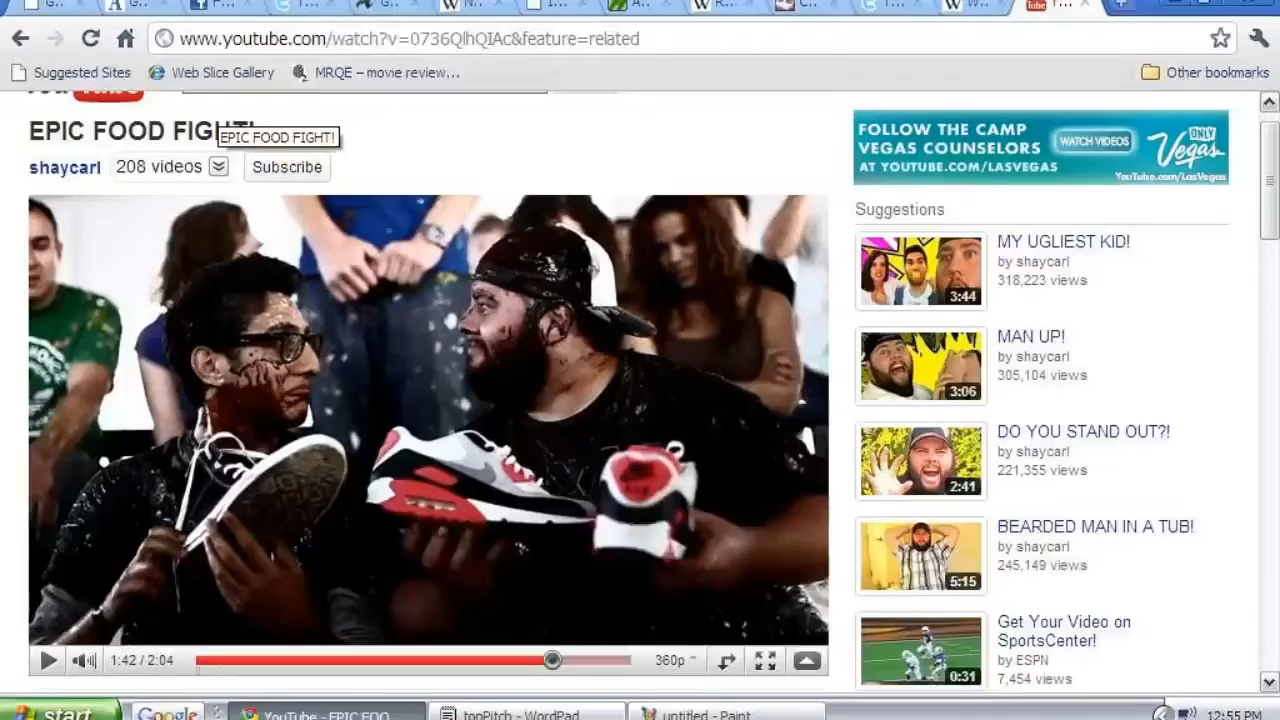 www.youtube.com/watch?v=0736QlhQIAc&feature=related
Suggested Sites
Web Slice Gallery
MRQE – movie review...
Other bookmarks
EPIC FOOD FIGHT!
EPIC FOOD FIGHT!
shaycarl
208 videos
Subscribe
1:42 / 2:04
360p
FOLLOW THE CAMP
VEGAS COUNSELORS
AT YOUTUBE.COM/LASVEGAS
WATCH VIDEOS
ONLY
Vegas
YouTube.com/LasVegas
Suggestions
3:44
MY UGLIEST KID!
by shaycarl
318,223 views
3:06
MAN UP!
by shaycarl
305,104 views
2:41
DO YOU STAND OUT?!
by shaycarl
221,355 views
5:15
BEARDED MAN IN A TUB!
by shaycarl
245,149 views
0:31
Get Your Video on
SportsCenter!
by ESPN
7,454 views
start
Google
YouTube - EPIC FOO...
topPitch - WordPad
untitled - Paint
12:55 PM